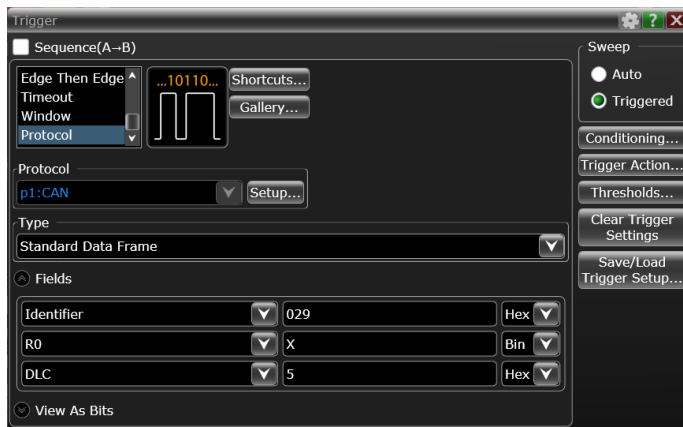 Trigger
?
X
Sequence(A→B)
Edge Then Edge
Timeout
Window
Protocol
...10110...
Shortcuts...
Gallery...
Protocol
p1:CAN
Setup...
Type
Standard Data Frame
Fields
Identifier 029 Hex
R0 X Bin
DLC 5 Hex
View As Bits
Sweep
Auto
Triggered
Conditioning...
Trigger Action...
Thresholds...
Clear Trigger
Settings
Save/Load
Trigger Setup...